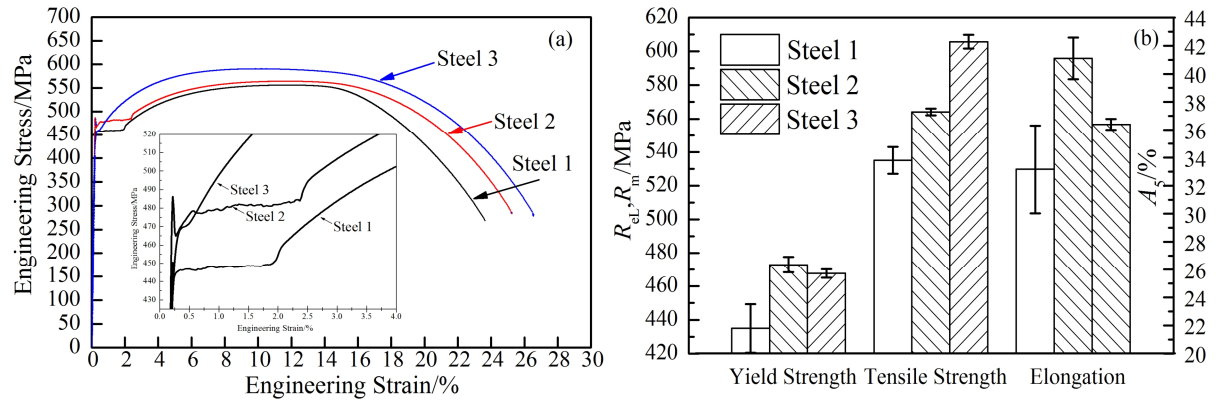 (a)
Engineering Stress/MPa
700
650
600
550
500
450
400
350
300
250
200
150
100
50
0
Steel 3
Steel 2
Steel 1
Engineering Stress/MPa
520
510
500
490
480
470
460
450
440
430
Steel 3
Steel 2
Steel 1
0.0 0.5 1.0 1.5 2.0 2.5 3.0 3.5 4.0
Engineering Strain/%
0 2 4 6 8 10 12 14 16 18 20 22 24 26 28 30
Engineering Strain/%
(b)
ReL,Rm/MPa
620
600
580
560
540
520
500
480
460
440
420
Steel 1
Steel 2
Steel 3
44
42
40
38
36
34
32
30
28
26
24
22
20
A5/%
Yield Strength Tensile Strength Elongation